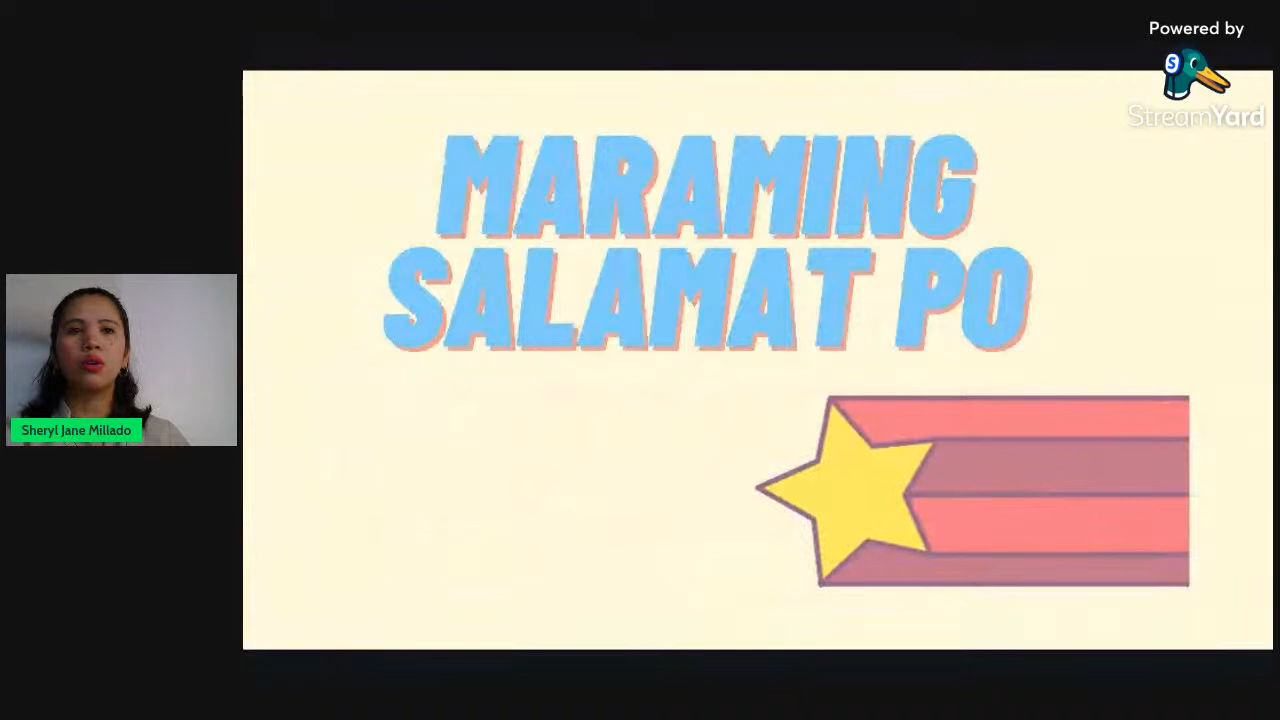 Powered by
S
StreamYard
MARAMING
SALAMAT PO
Sheryl Jane Millado